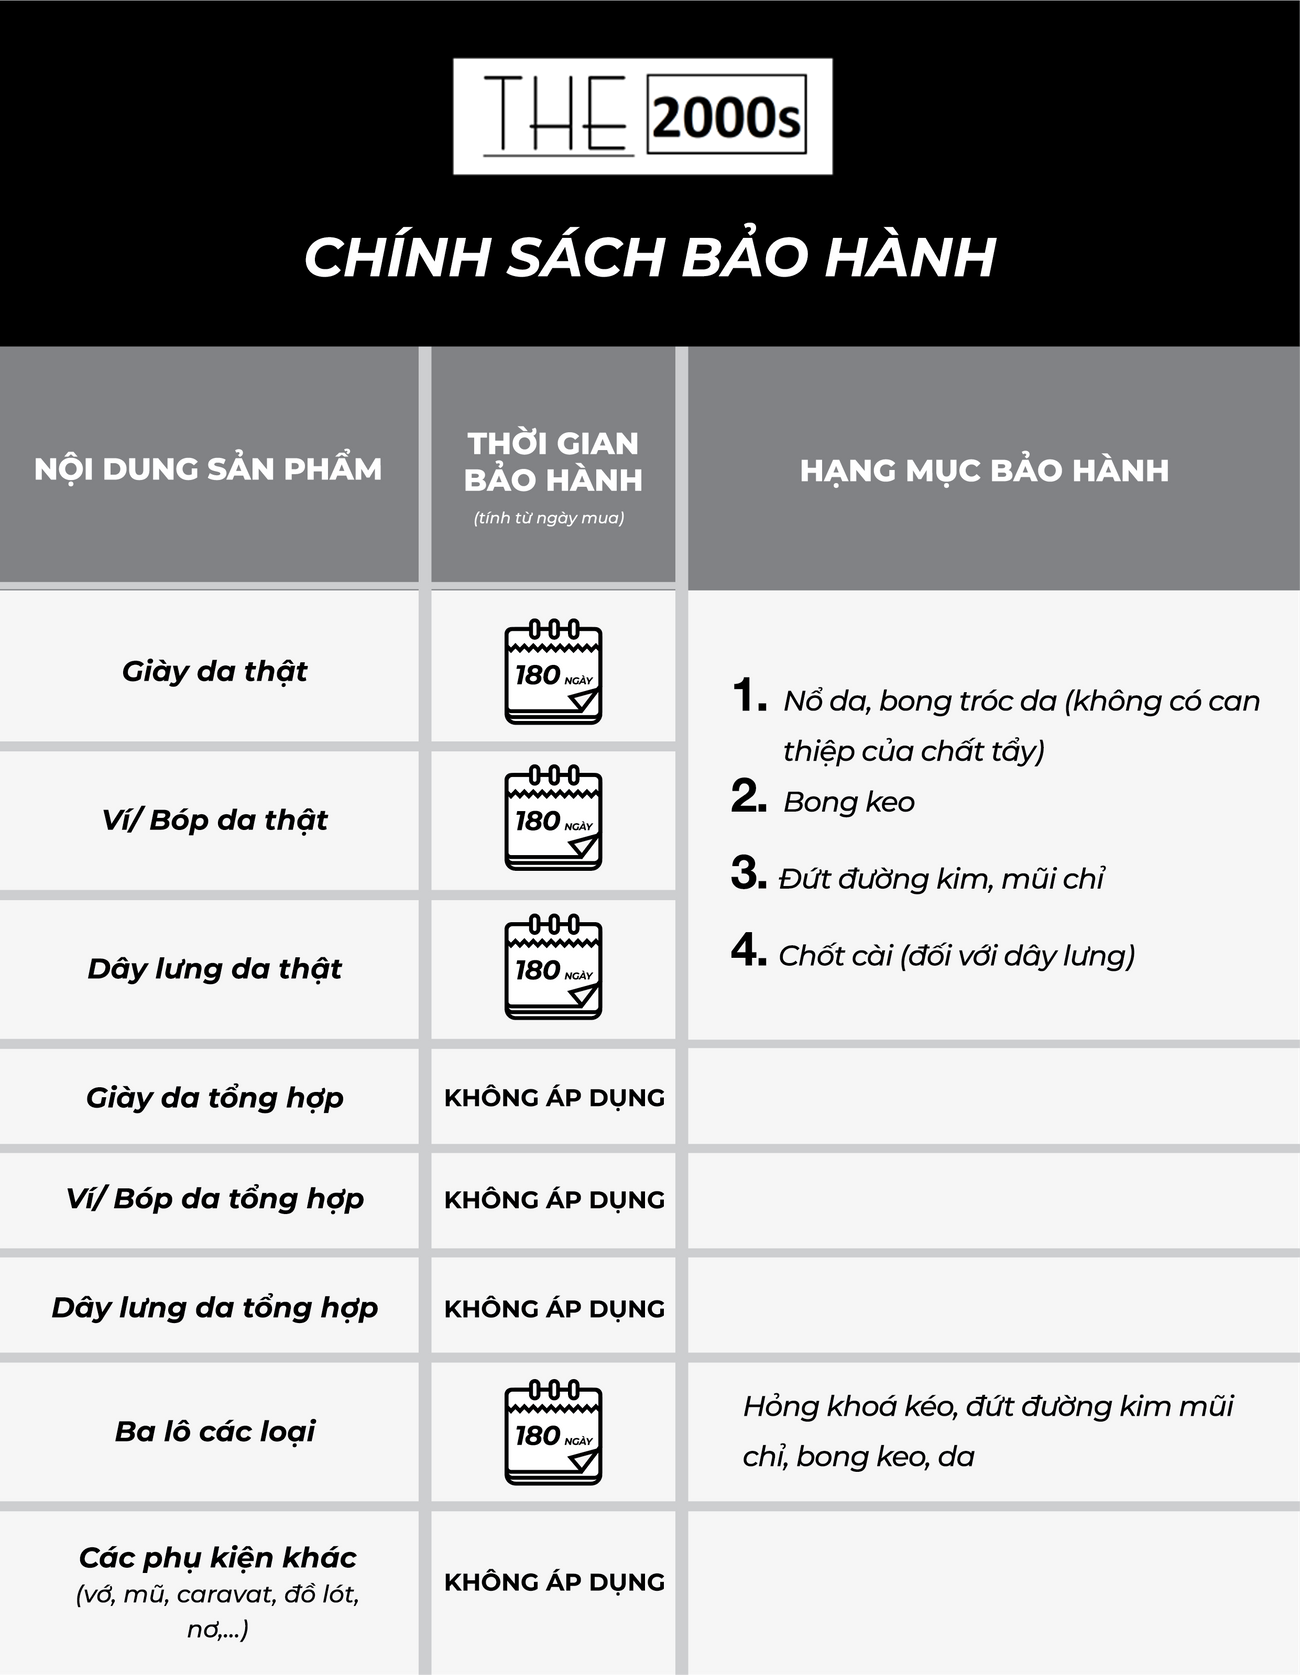 THE 2000s
CHÍNH SÁCH BẢO HÀNH
NỘI DUNG SẢN PHẨM
THỜI GIAN
BẢO HÀNH
(tính từ ngày mua)
HẠNG MỤC BẢO HÀNH
Giày da thật
180 NGÀY
Ví/ Bóp da thật
180 NGÀY
Dây lưng da thật
180 NGÀY
1. Nổ da, bong tróc da (không có can
thiệp của chất tẩy)
2. Bong keo
3. Đứt đường kim, mũi chỉ
4. Chốt cài (đối với dây lưng)
Giày da tổng hợp
KHÔNG ÁP DỤNG
Ví/ Bóp da tổng hợp
KHÔNG ÁP DỤNG
Dây lưng da tổng hợp
KHÔNG ÁP DỤNG
Ba lô các loại
180 NGÀY
Hỏng khoá kéo, đứt đường kim mũi
chỉ, bong keo, da
Các phụ kiện khác
(vớ, mũ, caravat, đồ lót,
nơ,...)
KHÔNG ÁP DỤNG